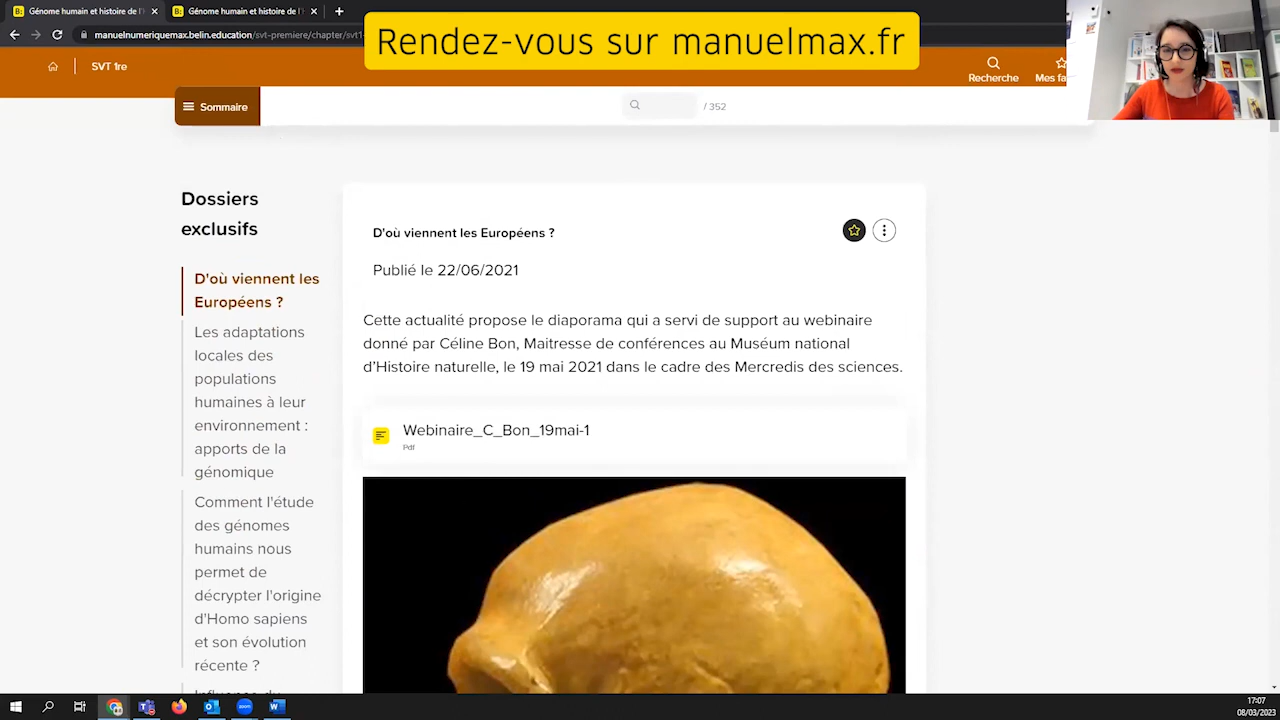 Génome humain et histoire de l'
Génome humain et histoire de l'
manuelnumeriquemax.belin.education/svt-premiere/chapter/svt1-
Rendez-vous sur manuelmax.fr
SVT 1re
Recherche
Mes fa
Sommaire
/ 352
Dossiers
exclusifs
D'où viennent les
Européens ?
Les adaptations
locales des
populations
humaines à leur
environnement :
apports de la
génomique
Comment l'étude
des génomes
humains nous
permet de
décrypter l'origine
d'Homo sapiens
et son évolution
récente ?
D'où viennent les Européens ?
Publié le 22/06/2021
Cette actualité propose le diaporama qui a servi de support au webinaire
donné par Céline Bon, Maitresse de conférences au Muséum national
d'Histoire naturelle, le 19 mai 2021 dans le cadre des Mercredis des sciences.
Webinaire_C_Bon_19mai-1
Pdf
17:07
08/03/2023